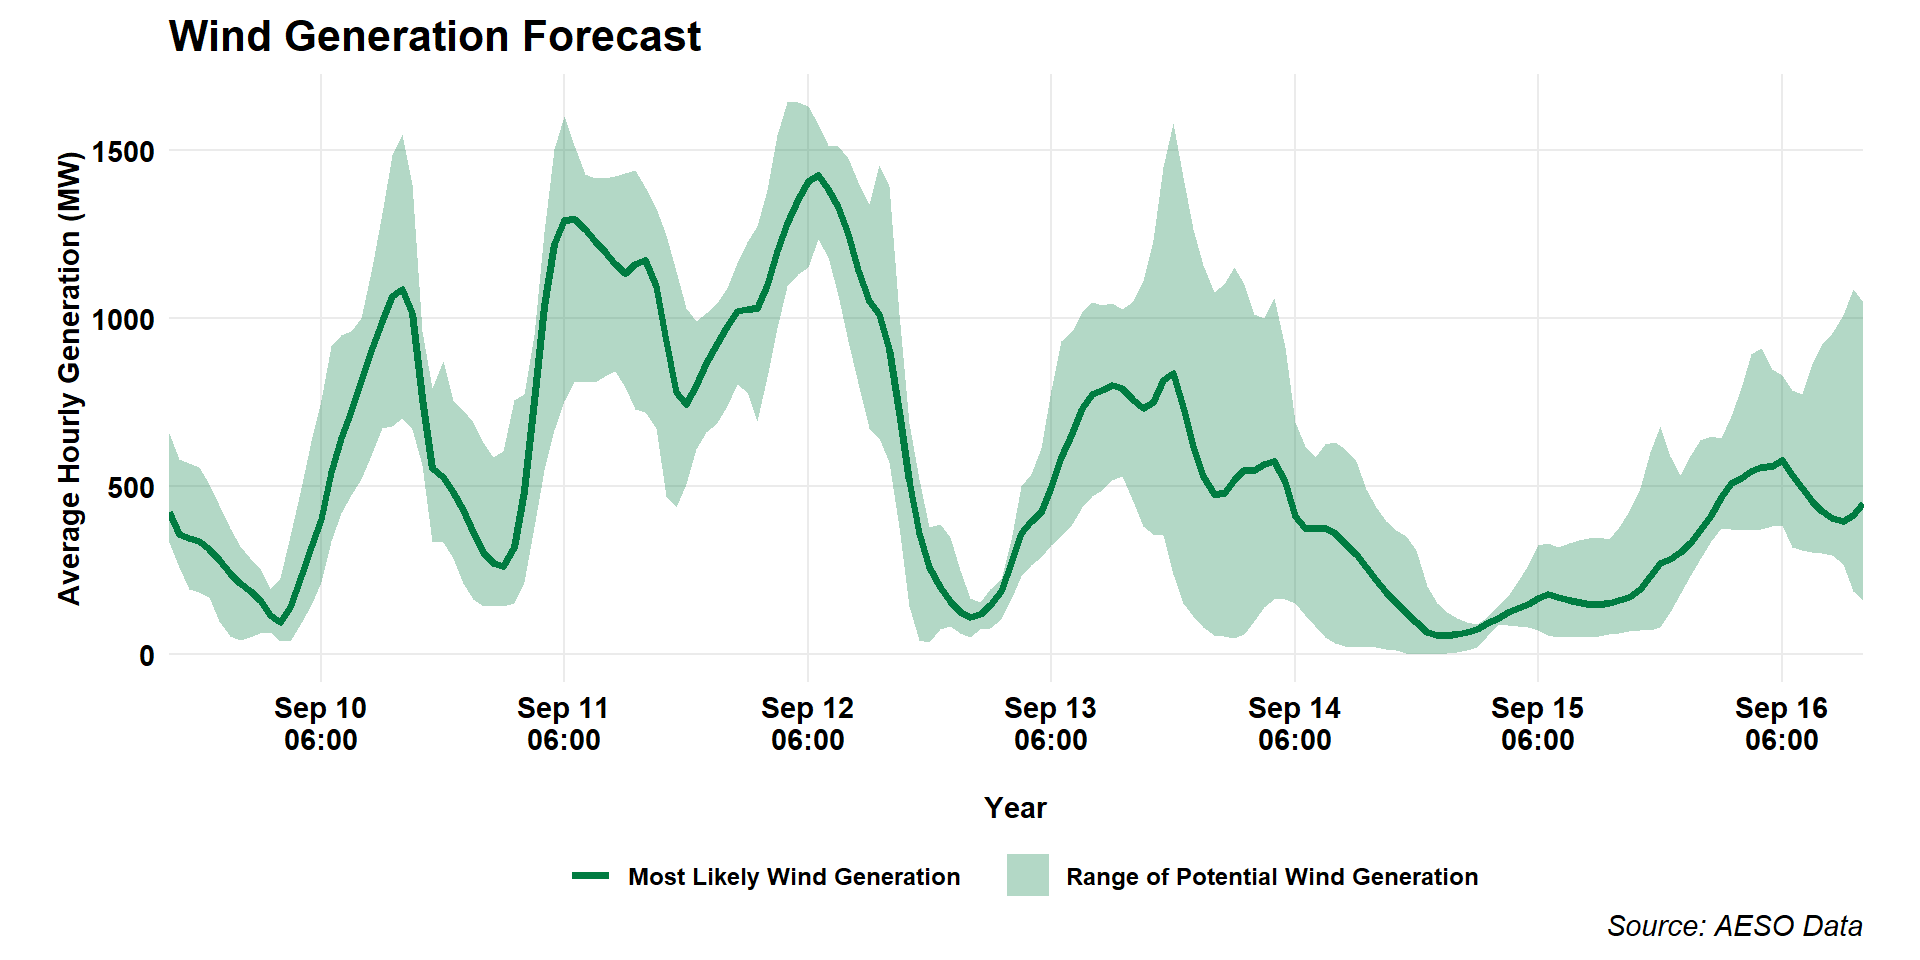 Wind Generation Forecast
Average Hourly Generation (MW)
1500
1000
500
0
Sep 10 Sep 11 Sep 12 Sep 13 Sep 14 Sep 15 Sep 16
06:00 06:00 06:00 06:00 06:00 06:00 06:00
Year
Most Likely Wind Generation Range of Potential Wind Generation
Source: AESO Data